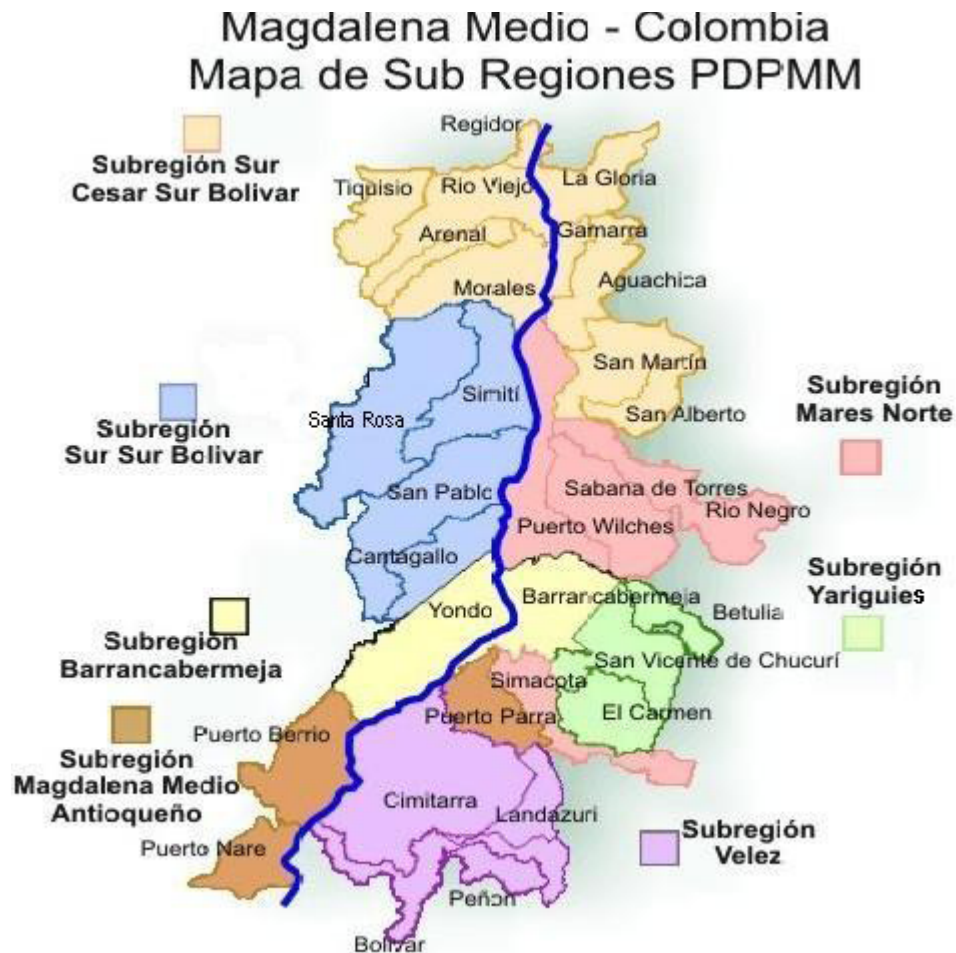 Magdalena Medio - Colombia
Mapa de Sub Regiones PDPMM
Regidor
Subregión Sur
Cesar Sur Bolivar
Tiquisio
Rio Viejo
La Gloria
Arenal
Gamarra
Morales
Aguachica
San Martín
Subregión
Mares Norte
Simití
Santa Rosa
San Alberto
Subregión
Sur Sur Bolivar
San Pablo
Sabana de Torres
Rio Negro
Puerto Wilches
Cantagallo
Subregión
Yariguies
Barrancabermeja
Yondo
Betulia
Subregión
Barrancabermeja
San Vicente de Chucurí
Simacota
El Carmen
Puerto Parra
Puerto Berrio
Subregión
Magdalena Medio
Antioqueño
Cimitarra
Landazuri
Subregión
Velez
Puerto Nare
Peñon
Bolivar